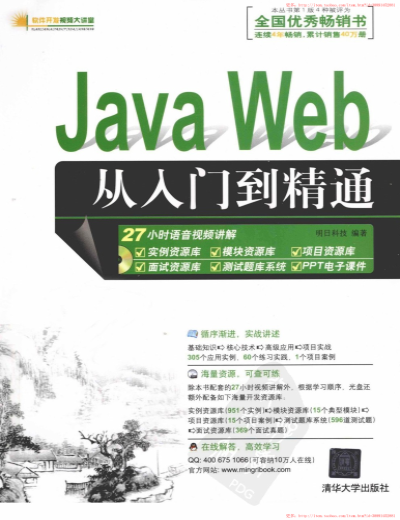 软件开发视频大讲堂
本丛书第1版4种被评为
全国优秀畅销书
连续4年畅销，累计销售40万册
Java Web
从入门到精通
27小时语音视频讲解
明日科技 编著
实例资源库 模块资源库 项目资源库
面试资源库 测试题库系统 PPT电子课件
循序渐进，实战讲述
基础知识 核心技术 高级应用 项目实战
305个应用实例，60个练习实践，1个项目案例
海量资源，可查可练
除本书配套的27小时视频讲解外，根据学习顺序，光盘还
额外配备如下海量开发资源库：
实例资源库（951个实例） 模块资源库（15个典型模块）
项目资源库（15个项目案例） 测试题库系统（596道测试题）
面试资源库（369个面试真题）
在线解答，高效学习
QQ: 400 675 1066（可容纳10万人在线）
官方网站: www.mingribook.com
PDG
清华大学出版社